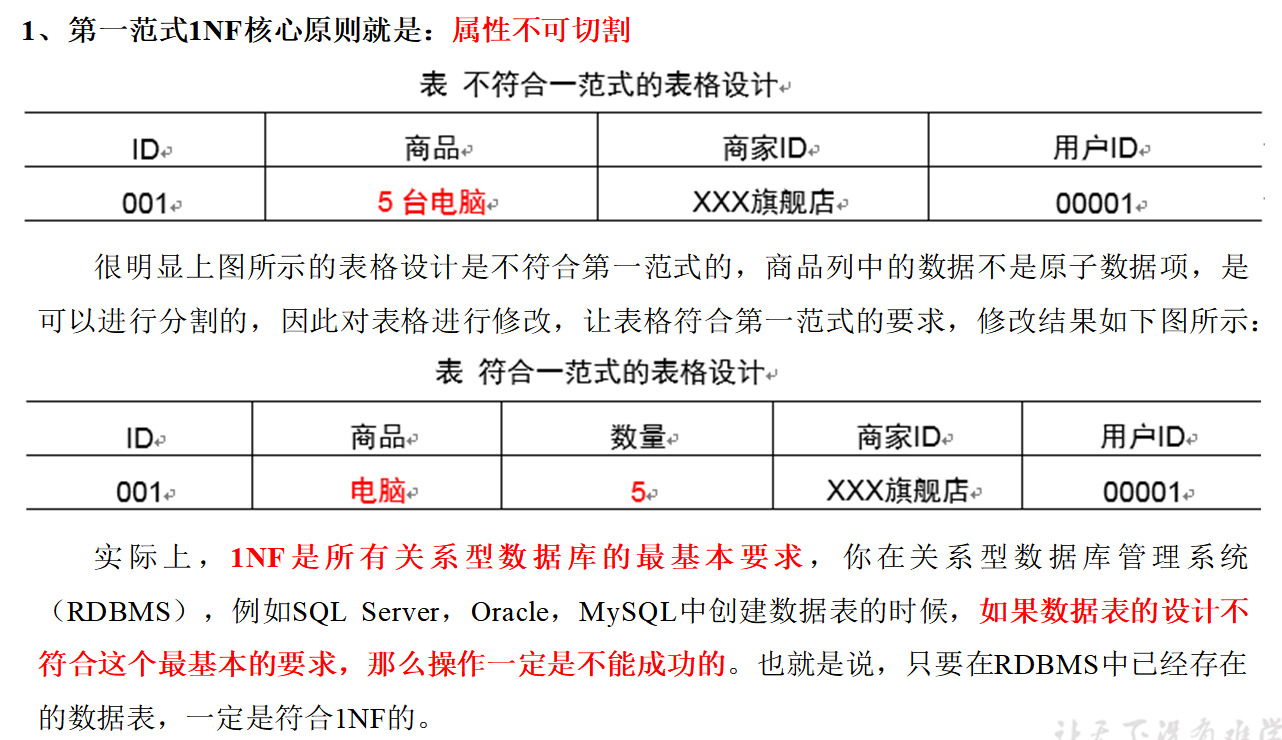 1、第一范式1NF核心原则就是：属性不可切割
表 不符合一范式的表格设计
ID 商品 商家ID 用户ID
001 5 台电脑 XXX旗舰店 00001
很明显上图所示的表格设计是不符合第一范式的，商品列中的数据不是原子数据项，是
可以进行分割的，因此对表格进行修改，让表格符合第一范式的要求，修改结果如下图所示：
表 符合一范式的表格设计
ID 商品 数量 商家ID 用户ID
001 电脑 5 XXX旗舰店 00001
实际上，1NF是所有关系型数据库的最基本要求，你在关系型数据库管理系统
（RDBMS），例如SQL Server，Oracle，MySQL中创建数据表的时候，如果数据表的设计不
符合这个最基本的要求，那么操作一定是不能成功的。也就是说，只要在RDBMS中已经存在
的数据表，一定是符合1NF的。
让天下没有难学